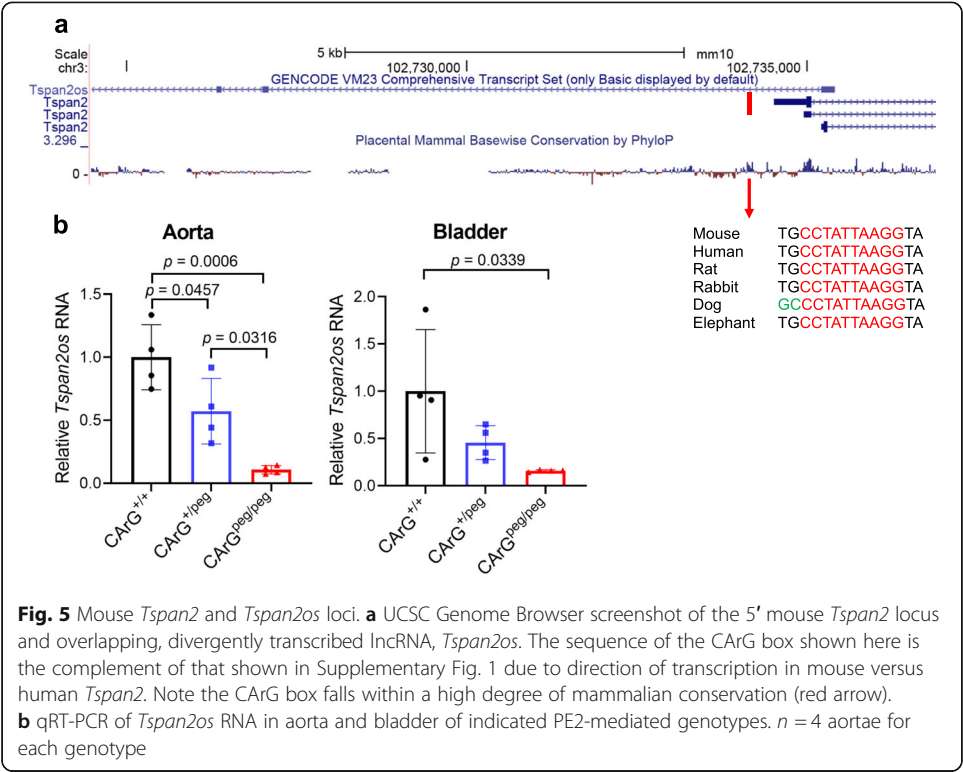 a
Scale
5 kb
mm10
chr3:
102,730,000
102,735,000
GENCODE VM23 Comprehensive Transcript Set (only Basic displayed by default)
Tspan2os
Tspan2
Tspan2
Tspan2
3.296
Placental Mammal Basewise Conservation by PhyloP
0
Mouse TGCCTATTAAGGTA
Human TGCCTATTAAGGTA
Rat TGCCTATTAAGGTA
Rabbit TGCCTATTAAGGTA
Dog GCCCTATTAAGGTA
Elephant TGCCTATTAAGGTA
b
Aorta
p = 0.0006
p = 0.0457
p = 0.0316
Relative Tspan2os RNA
1.5
1.0
0.5
0.0
CArG+/+
CArG+/peg
CArGpeg/peg
Bladder
p = 0.0339
Relative Tspan2os RNA
2.0
1.5
1.0
0.5
0.0
CArG+/+
CArG+/peg
CArGpeg/peg
Fig. 5 Mouse Tspan2 and Tspan2os loci. a UCSC Genome Browser screenshot of the 5′ mouse Tspan2 locus
and overlapping, divergently transcribed lncRNA, Tspan2os. The sequence of the CArG box shown here is
the complement of that shown in Supplementary Fig. 1 due to direction of transcription in mouse versus
human Tspan2. Note the CArG box falls within a high degree of mammalian conservation (red arrow).
b qRT-PCR of Tspan2os RNA in aorta and bladder of indicated PE2-mediated genotypes. n = 4 aortae for
each genotype